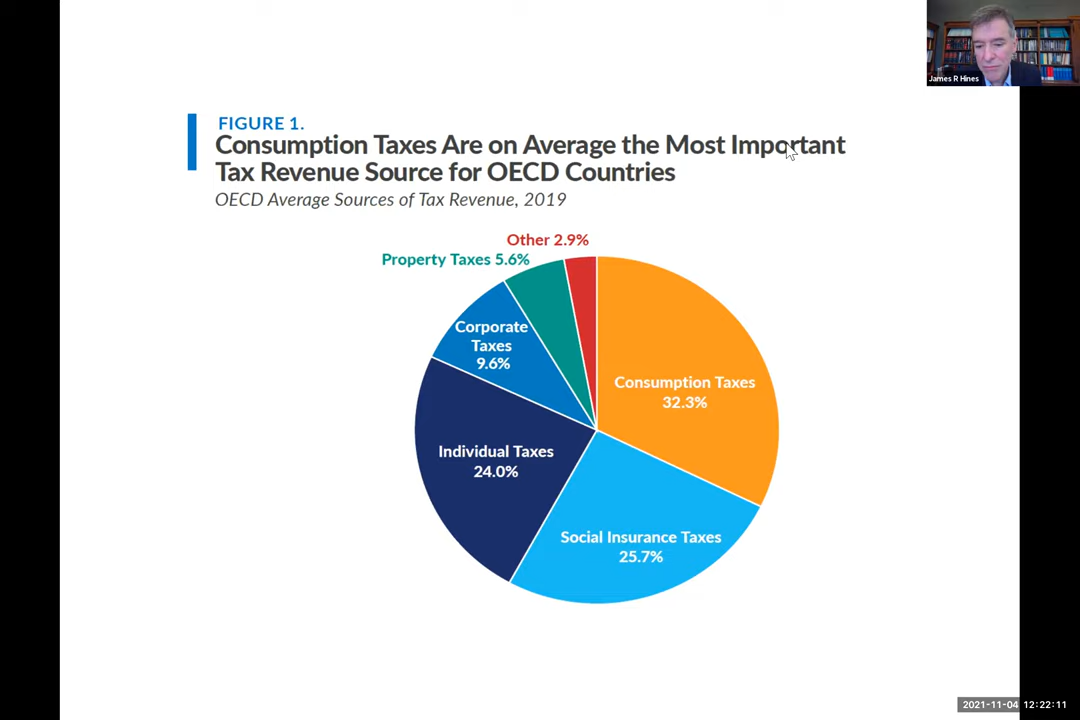 James R Hines
FIGURE 1.
Consumption Taxes Are on Average the Most Important
Tax Revenue Source for OECD Countries
OECD Average Sources of Tax Revenue, 2019
Other 2.9%
Property Taxes 5.6%
Corporate
Taxes
9.6%
Consumption Taxes
32.3%
Individual Taxes
24.0%
Social Insurance Taxes
25.7%
2021-11-04 12:22:11